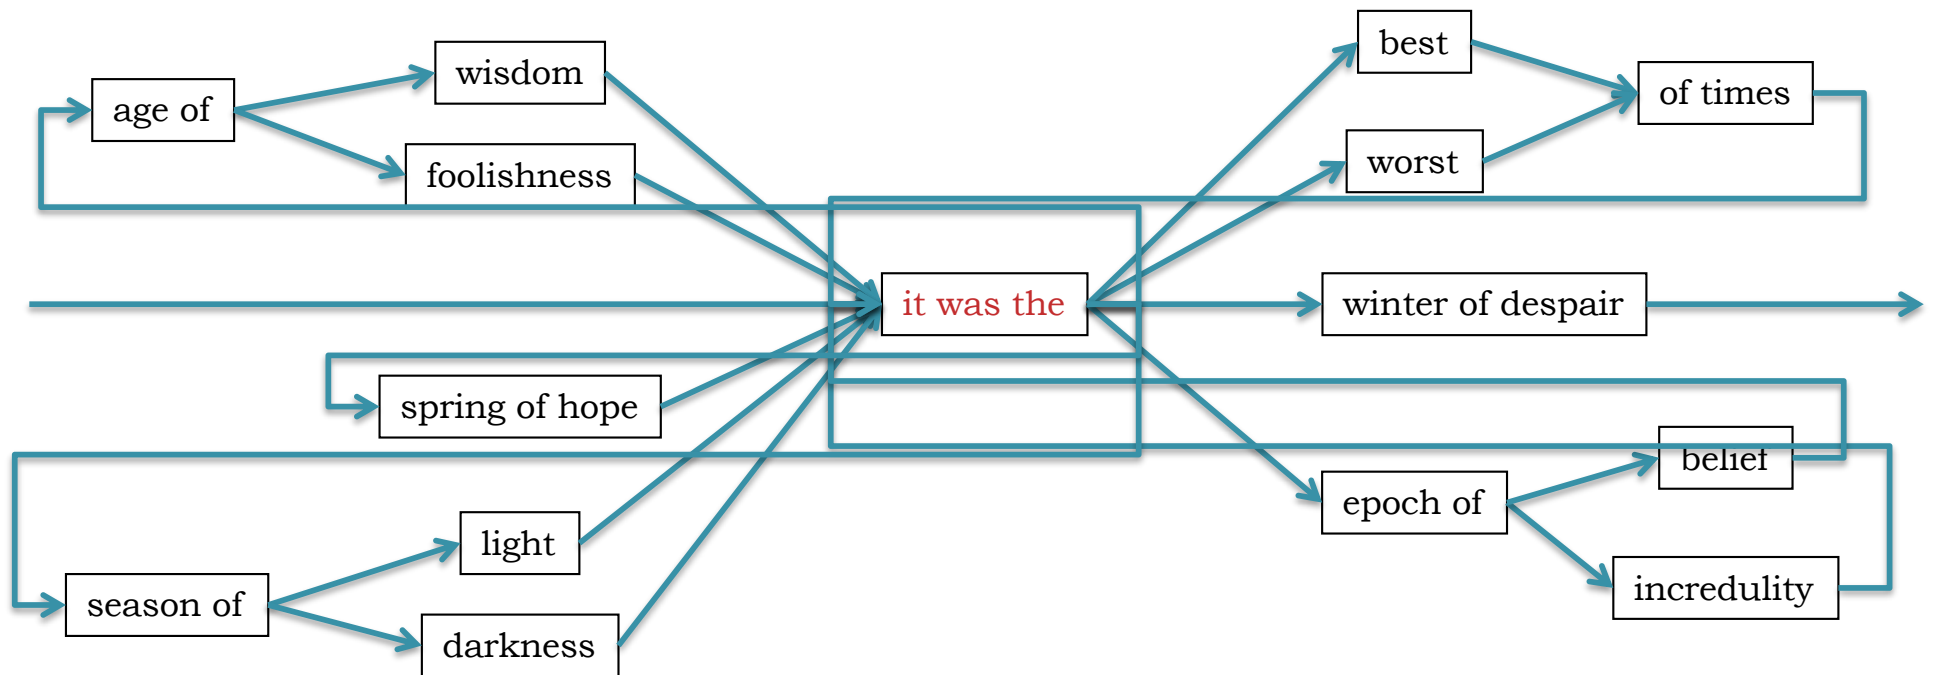 best
wisdom
of times
age of
worst
foolishness
it was the
winter of despair
spring of hope
belief
epoch of
light
incredulity
season of
darkness